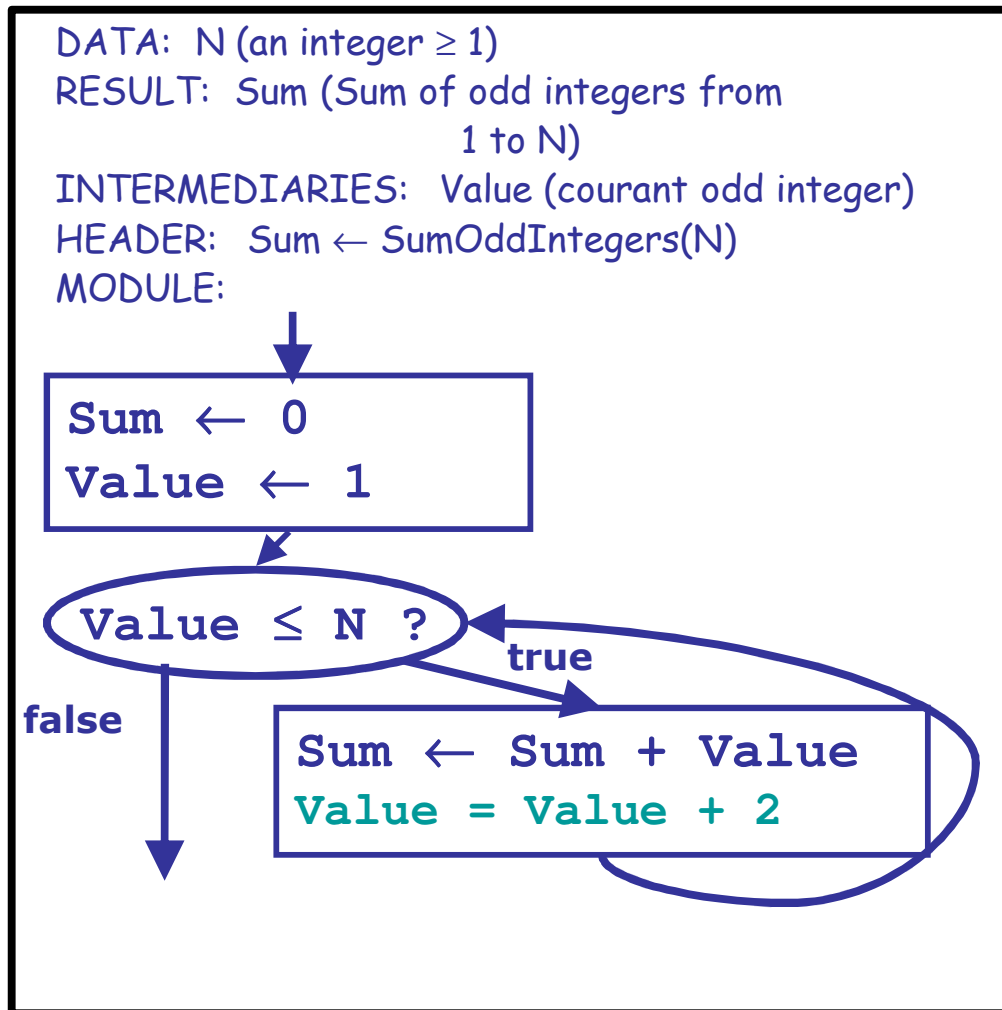 DATA: N (an integer ≥ 1)
RESULT: Sum (Sum of odd integers from
1 to N)
INTERMEDIARIES: Value (courant odd integer)
HEADER: Sum ← SumOddIntegers(N)
MODULE:
Sum ← 0
Value ← 1
Value ≤ N ?
true
false
Sum ← Sum + Value
Value = Value + 2